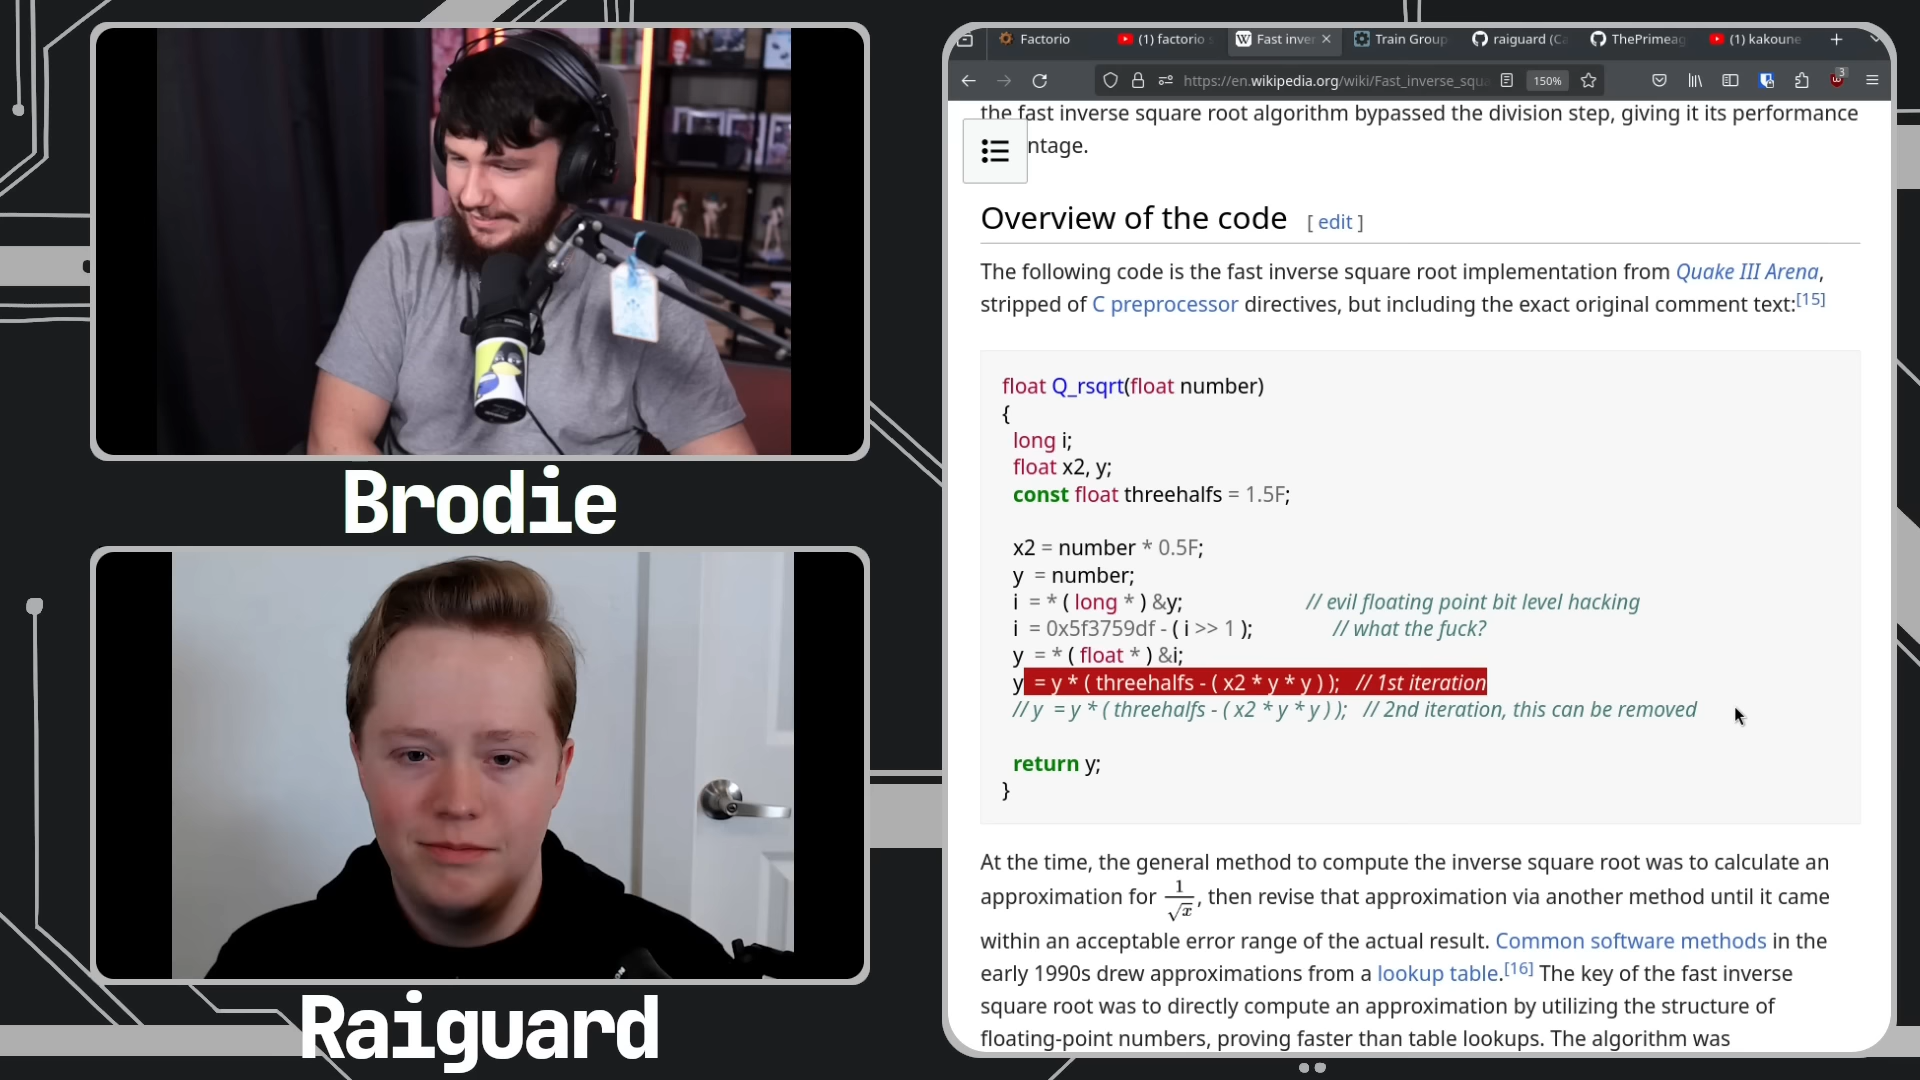 Brodie
Raiguard
Factorio
(1) factorio
Fast inver
Train Group
raiguard (Ca
ThePrimeag
(1) kakoune
https://en.wikipedia.org/wiki/Fast_inverse_squa
150%
3
the fast inverse square root algorithm bypassed the division step, giving it its performance
ntage.
Overview of the code [ edit ]
The following code is the fast inverse square root implementation from Quake III Arena,
stripped of C preprocessor directives, but including the exact original comment text:[15]
float Q_rsqrt(float number)
{
long i;
float x2, y;
const float threehalfs = 1.5F;
x2 = number * 0.5F;
y = number;
i = * ( long * ) &y; // evil floating point bit level hacking
i = 0x5f3759df - ( i >> 1 ); // what the fuck?
y = * ( float * ) &i;
y = y * ( threehalfs - ( x2 * y * y ) ); // 1st iteration
// y = y * ( threehalfs - ( x2 * y * y ) ); // 2nd iteration, this can be removed
return y;
}
At the time, the general method to compute the inverse square root was to calculate an
approximation for 1/√x, then revise that approximation via another method until it came
within an acceptable error range of the actual result. Common software methods in the
early 1990s drew approximations from a lookup table.[16] The key of the fast inverse
square root was to directly compute an approximation by utilizing the structure of
floating-point numbers, proving faster than table lookups. The algorithm was